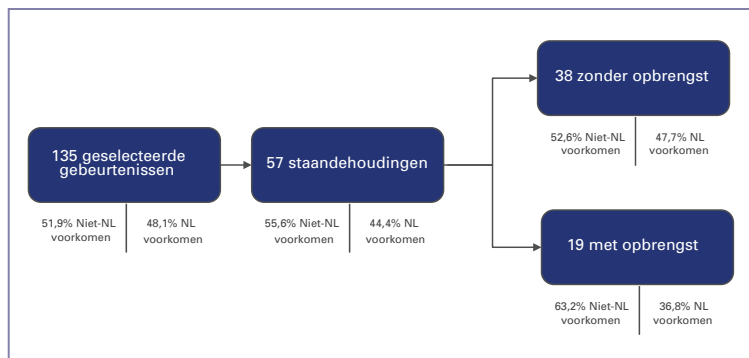 135 geselecteerde
gebeurtenissen
51,9% Niet-NL
voorkomen
48,1% NL
voorkomen
57 staandehoudingen
55,6% Niet-NL
voorkomen
44,4% NL
voorkomen
38 zonder opbrengst
52,6% Niet-NL
voorkomen
47,7% NL
voorkomen
19 met opbrengst
63,2% Niet-NL
voorkomen
36,8% NL
voorkomen